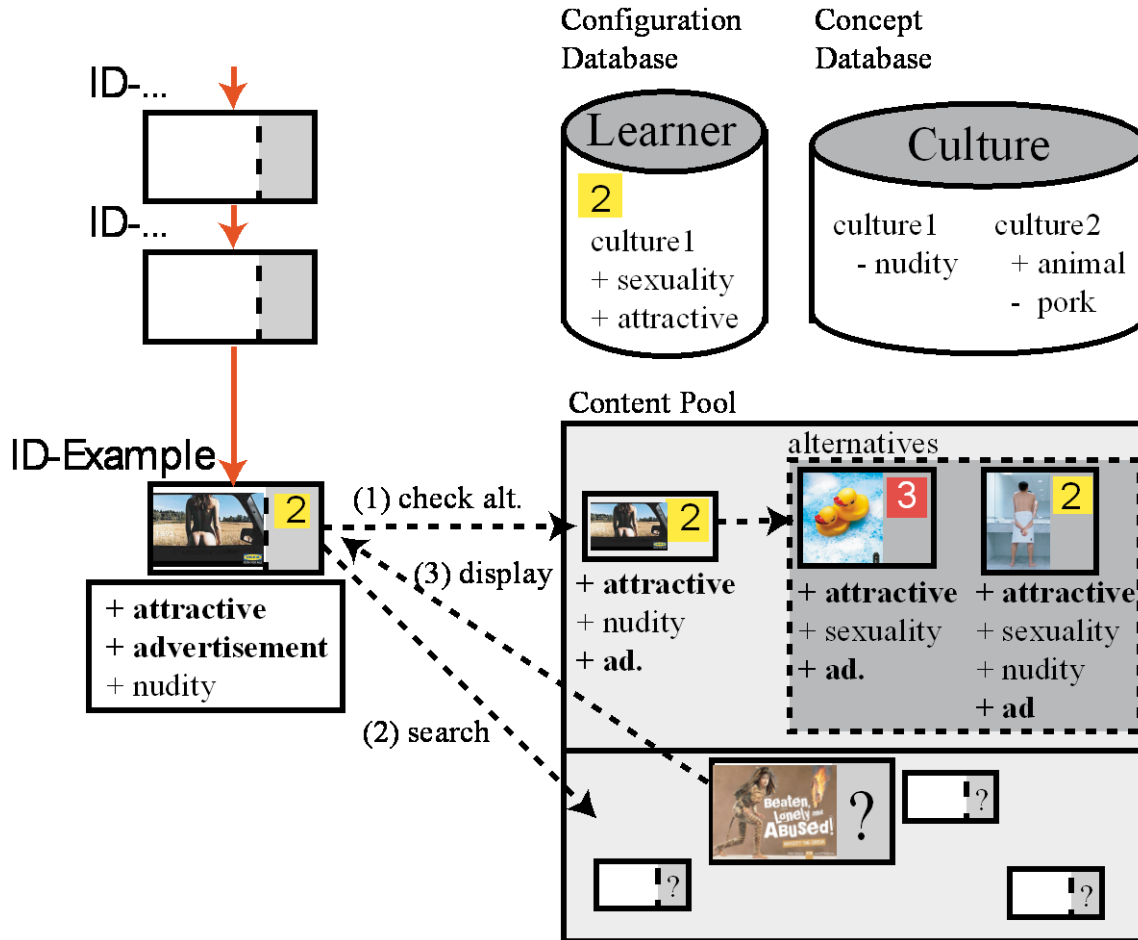 Configuration
Database
Concept
Database
ID-...
Learner
Culture
2
culture1
+ sexuality
+ attractive
culture1
- nudity
culture2
+ animal
- pork
ID-...
Content Pool
ID-Example
alternatives
2
(1) check alt.
2
3
2
(3) display
+ attractive
+ advertisement
+ nudity
+ attractive
+ nudity
+ ad.
+ attractive
+ sexuality
+ ad.
+ attractive
+ sexuality
+ nudity
+ ad
(2) search
Beaten,
Lonely and
ABUSED!
?
?
?
?